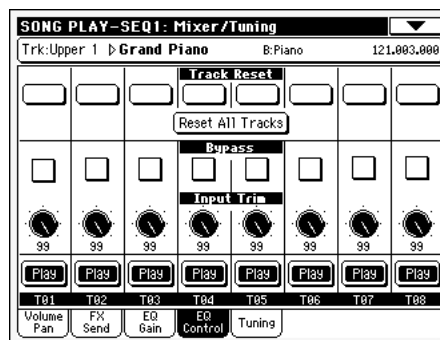 SONG PLAY-SEQ1: Mixer/Tuning
Trk:Upper 1 ▷Grand Piano B:Piano 121.003.000
Track Reset
Reset All Tracks
Bypass
Input Trim
99 99 99 99 99 99 99 99
Play Play Play Play Play Play Play Play
T01 T02 T03 T04 T05 T06 T07 T08
Volume Pan
FX Send
EQ Gain
EQ Control
Tuning